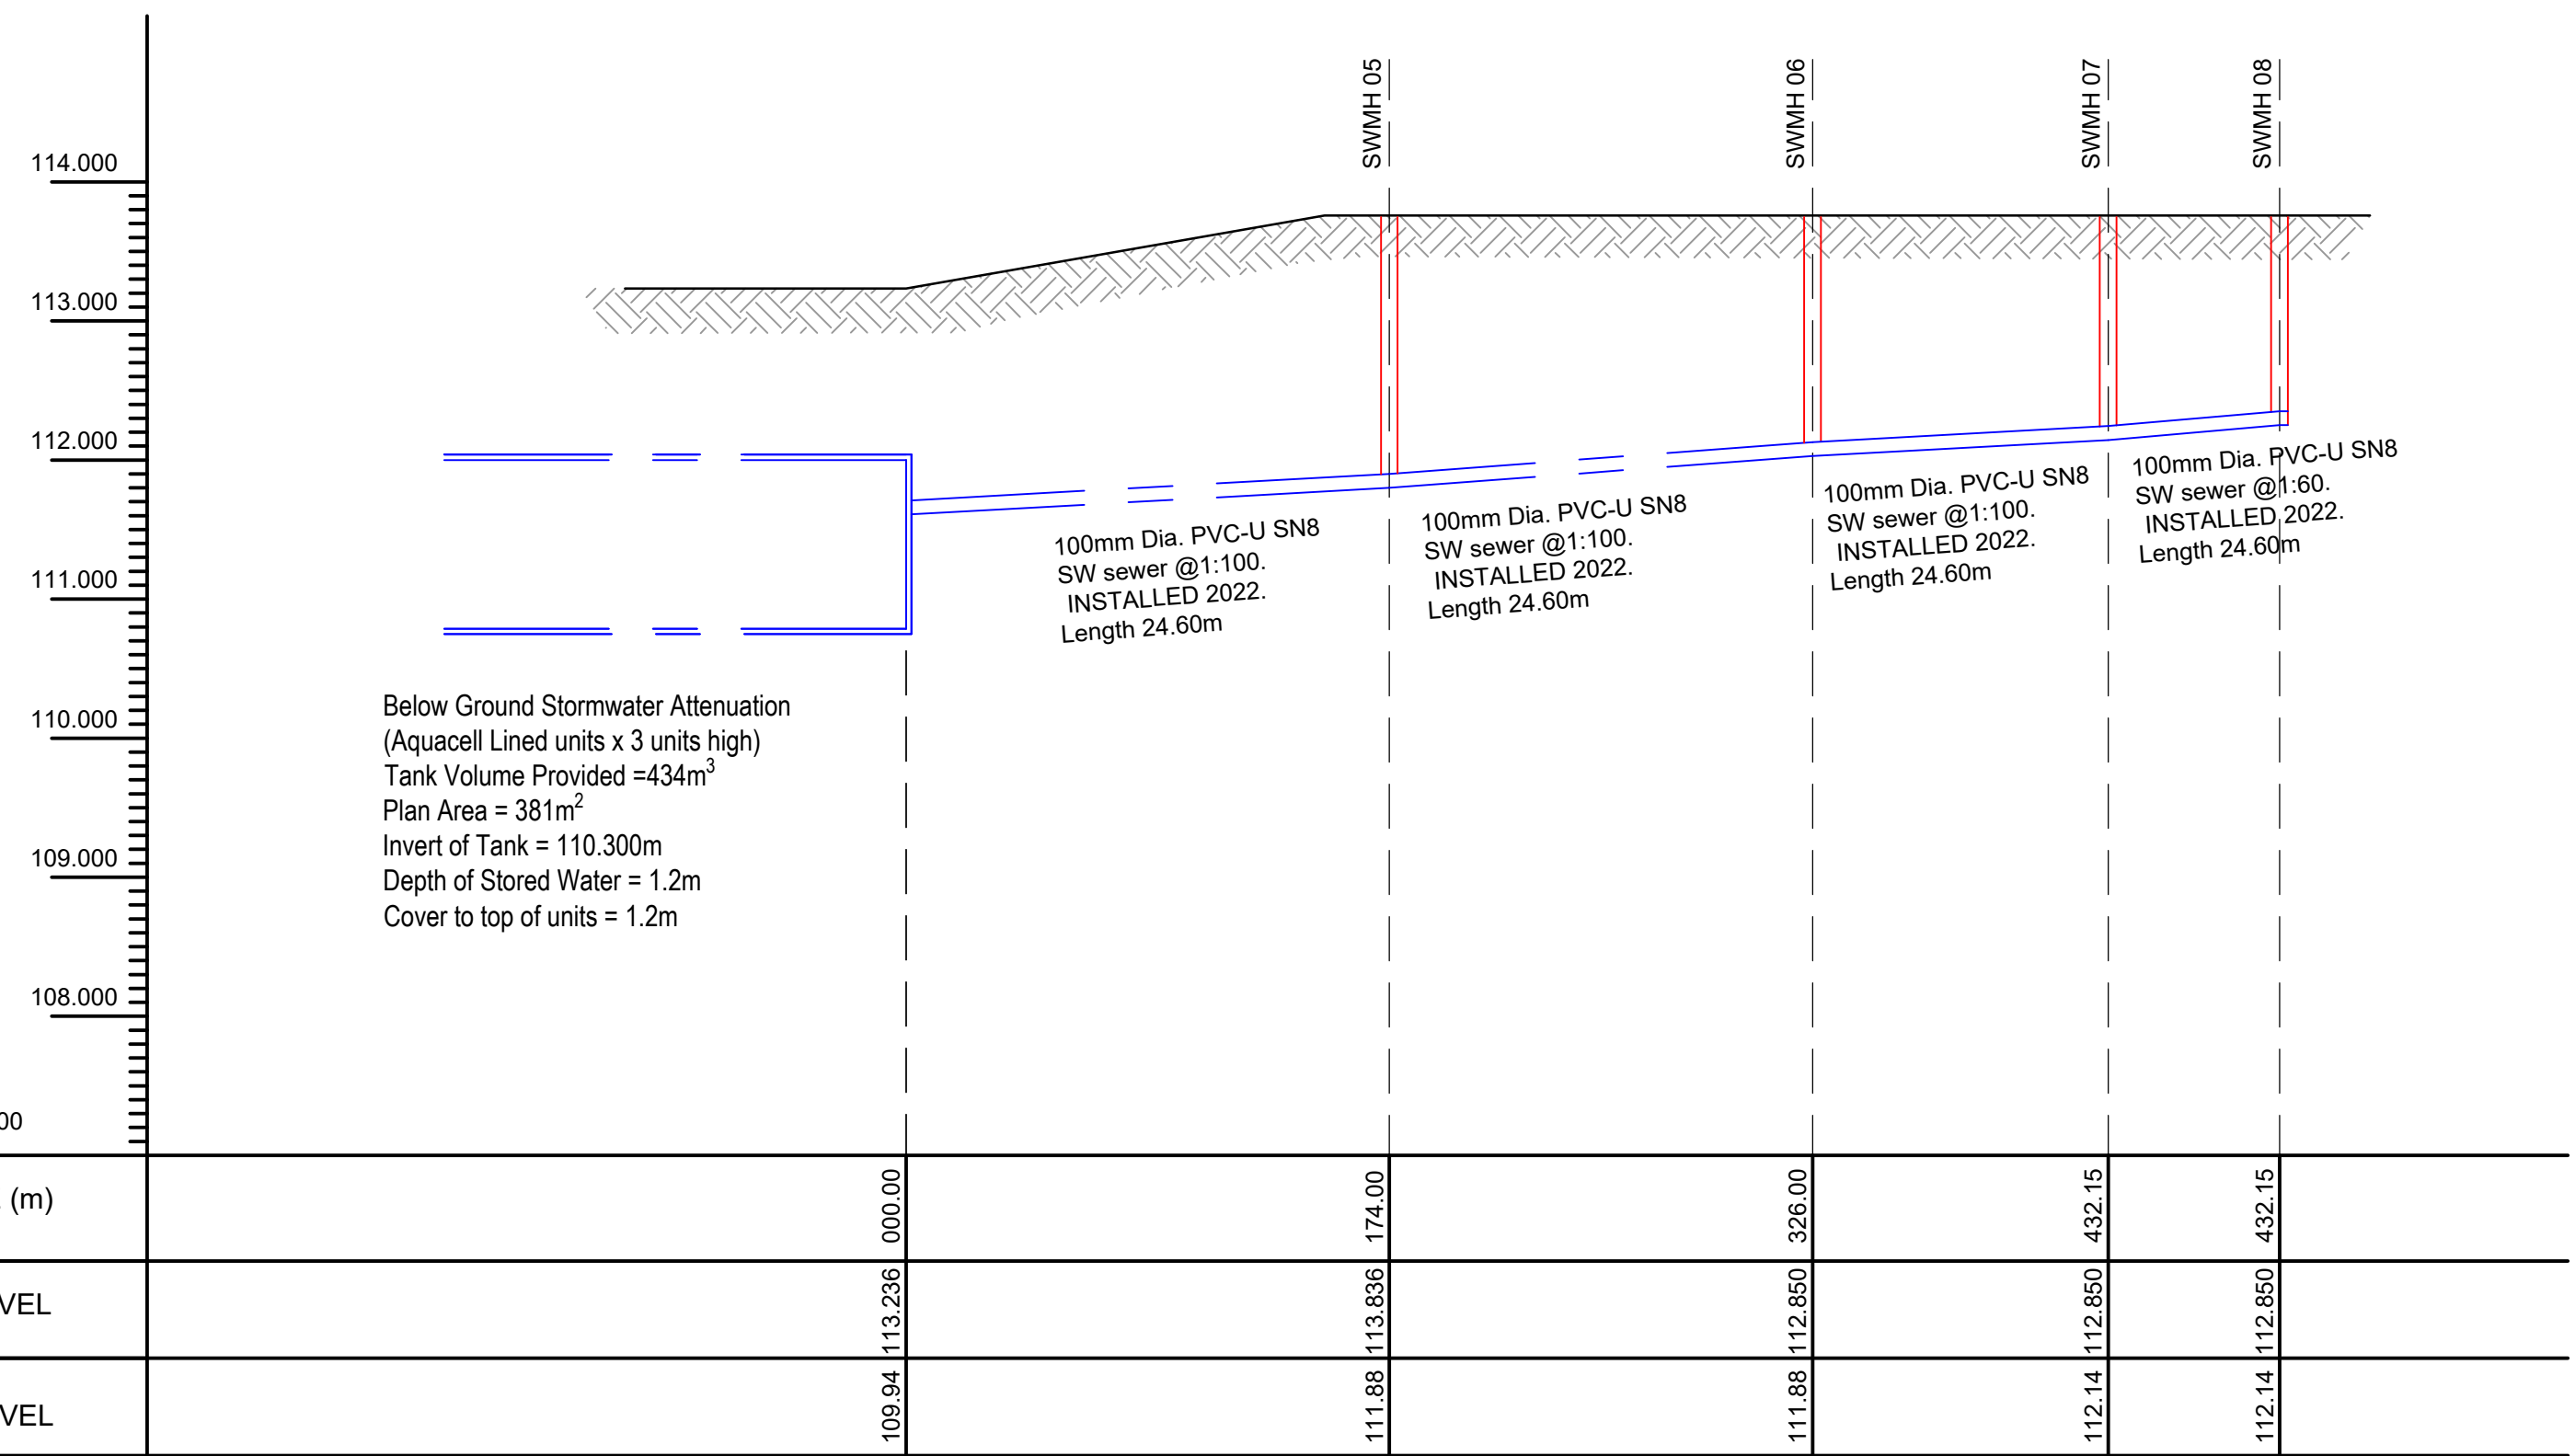 SWMH 05
SWMH 06
SWMH 07
SWMH 08
114.000
113.000
112.000
111.000
110.000
109.000
108.000
00
100mm Dia. PVC-U SN8
SW sewer @1:100.
INSTALLED 2022.
Length 24.60m
100mm Dia. PVC-U SN8
SW sewer @1:100.
INSTALLED 2022.
Length 24.60m
100mm Dia. PVC-U SN8
SW sewer @1:100.
INSTALLED 2022.
Length 24.60m
100mm Dia. PVC-U SN8
SW sewer @1:60.
INSTALLED 2022.
Length 24.60m
Below Ground Stormwater Attenuation
(Aquacell Lined units x 3 units high)
Tank Volume Provided =434m³
Plan Area = 381m²
Invert of Tank = 110.300m
Depth of Stored Water = 1.2m
Cover to top of units = 1.2m
(m) 000.00 174.00 326.00 432.15 432.15
VEL 113.236 113.836 112.850 112.850 112.850
VEL 109.94 111.88 111.88 112.14 112.14